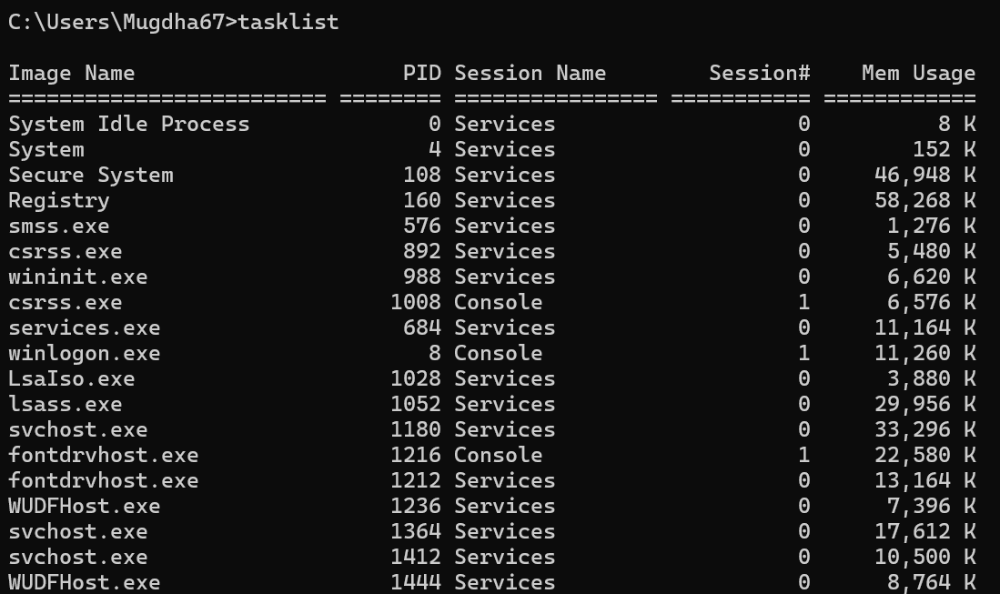 C:\Users\Mugdha67>tasklist

Image Name                     PID Session Name        Session#    Mem Usage
========================= ======== ================ =========== ============
System Idle Process              0 Services                   0          8 K
System                           4 Services                   0        152 K
Secure System                  108 Services                   0     46,948 K
Registry                       160 Services                   0     58,268 K
smss.exe                       576 Services                   0      1,276 K
csrss.exe                      892 Services                   0      5,480 K
wininit.exe                    988 Services                   0      6,620 K
csrss.exe                     1008 Console                    1      6,576 K
services.exe                   684 Services                   0     11,164 K
winlogon.exe                     8 Console                    1     11,260 K
LsaIso.exe                    1028 Services                   0      3,880 K
lsass.exe                     1052 Services                   0     29,956 K
svchost.exe                   1180 Services                   0     33,296 K
fontdrvhost.exe               1216 Console                    1     22,580 K
fontdrvhost.exe               1212 Services                   0     13,164 K
WUDFHost.exe                  1236 Services                   0      7,396 K
svchost.exe                   1364 Services                   0     17,612 K
svchost.exe                   1412 Services                   0     10,500 K
WUDFHost.exe                  1444 Services                   0      8,764 K